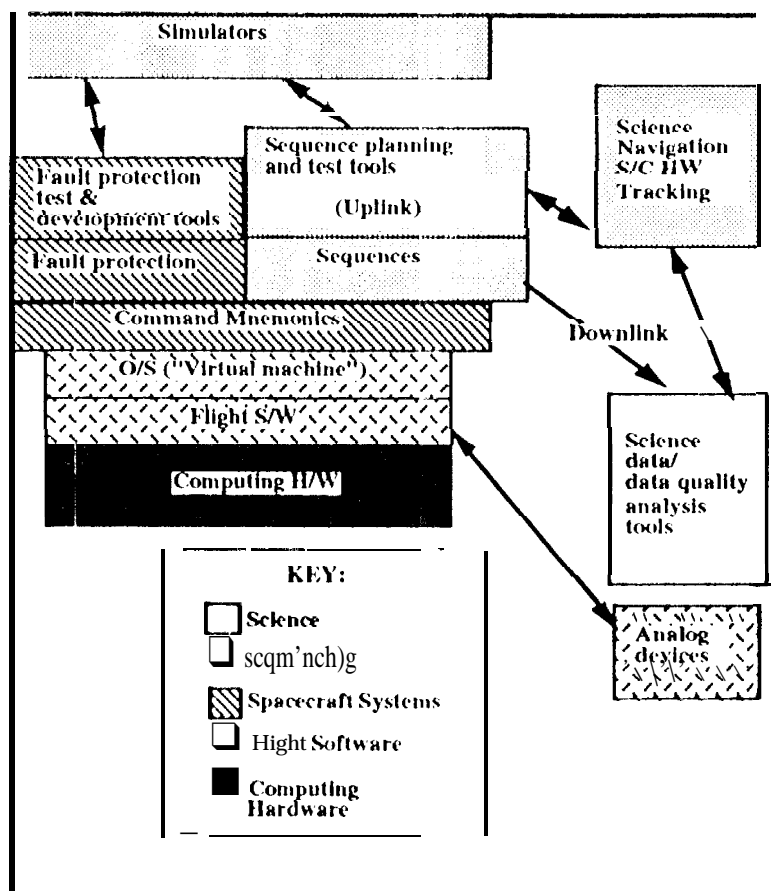 Simulators
Fault protection
test &
development tools
Sequence planning
and test tools
(Uplink)
Science
Navigation
S/C HW
Tracking
Fault protection
Sequences
Command Mnemonics
Downlink
O/S ("Virtual machine")
Flight S/W
Computing H/W
Science
data/
data quality
analysis
tools
Analog
devices
KEY:
Science
scqm'nch)g
Spacecraft Systems
Hight Software
Computing
Hardware